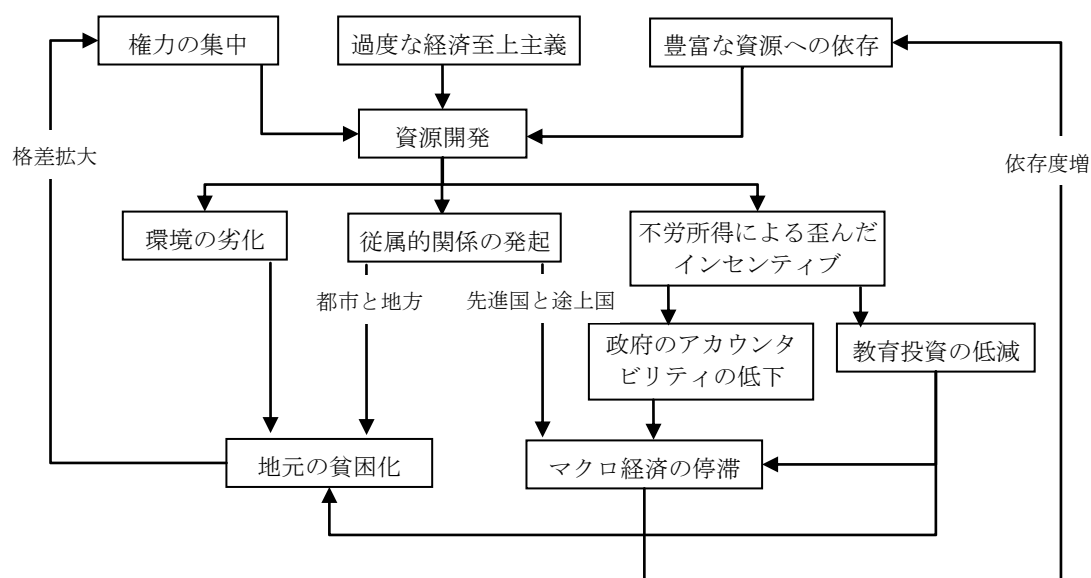 権力の集中
過度な経済至上主義
豊富な資源への依存
資源開発
格差拡大
依存度増
環境の劣化
従属的関係の発起
不労所得による歪んだ
インセンティブ
都市と地方
先進国と途上国
政府のアカウンタ
ビリティの低下
教育投資の低減
地元の貧困化
マクロ経済の停滞